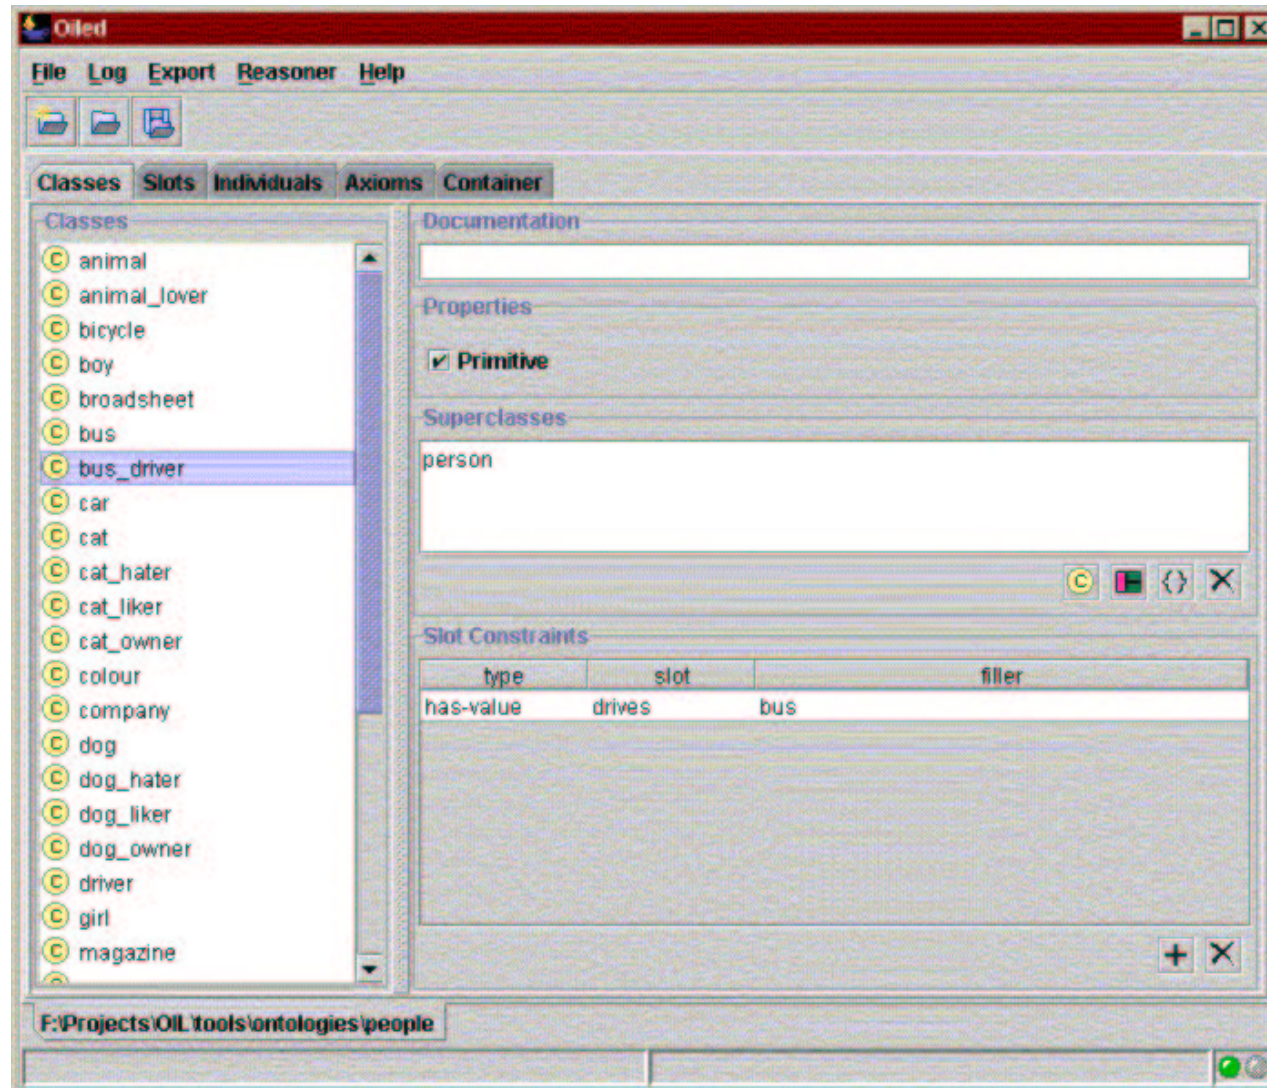 Oiled
File Log Export Reasoner Help
Classes Slots Individuals Axioms Container
Classes
animal
animal_lover
bicycle
boy
broadsheet
bus
bus_driver
car
cat
cat_hater
cat_liker
cat_owner
colour
company
dog
dog_hater
dog_liker
dog_owner
driver
girl
magazine
Documentation
Properties
Primitive
Superclasses
person
C {}
Slot Constraints
type slot filler
has-value drives bus
F:\Projects\OIL\tools\ontologies\people